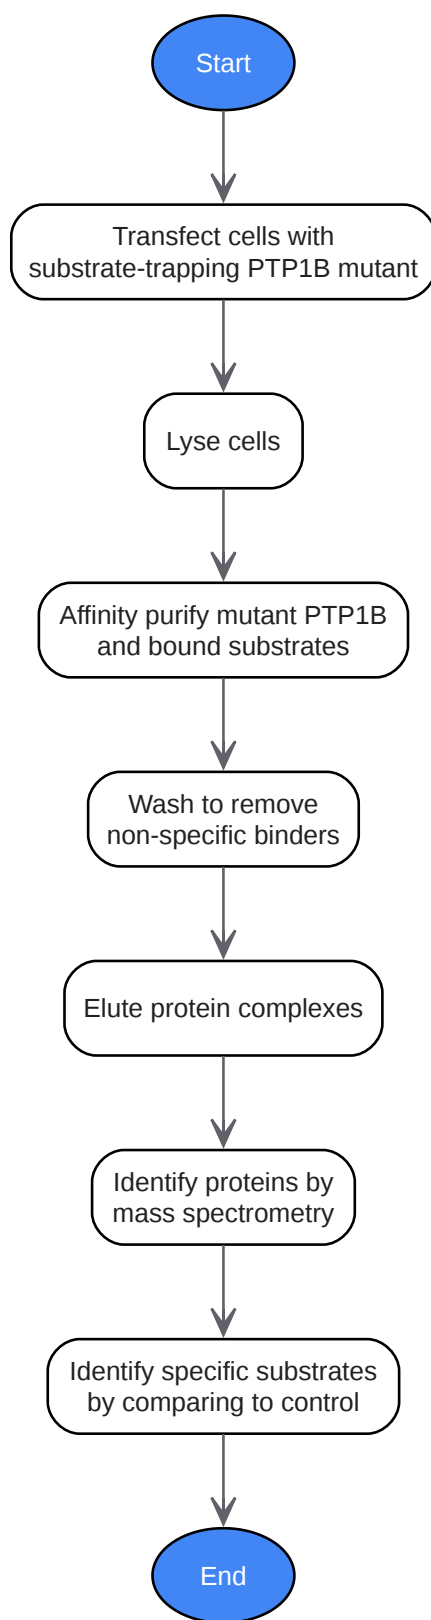 Start
Transfect cells with
substrate-trapping PTP1B mutant
Lyse cells
Affinity purify mutant PTP1B
and bound substrates
Wash to remove
non-specific binders
Elute protein complexes
Identify proteins by
mass spectrometry
Identify specific substrates
by comparing to control
End